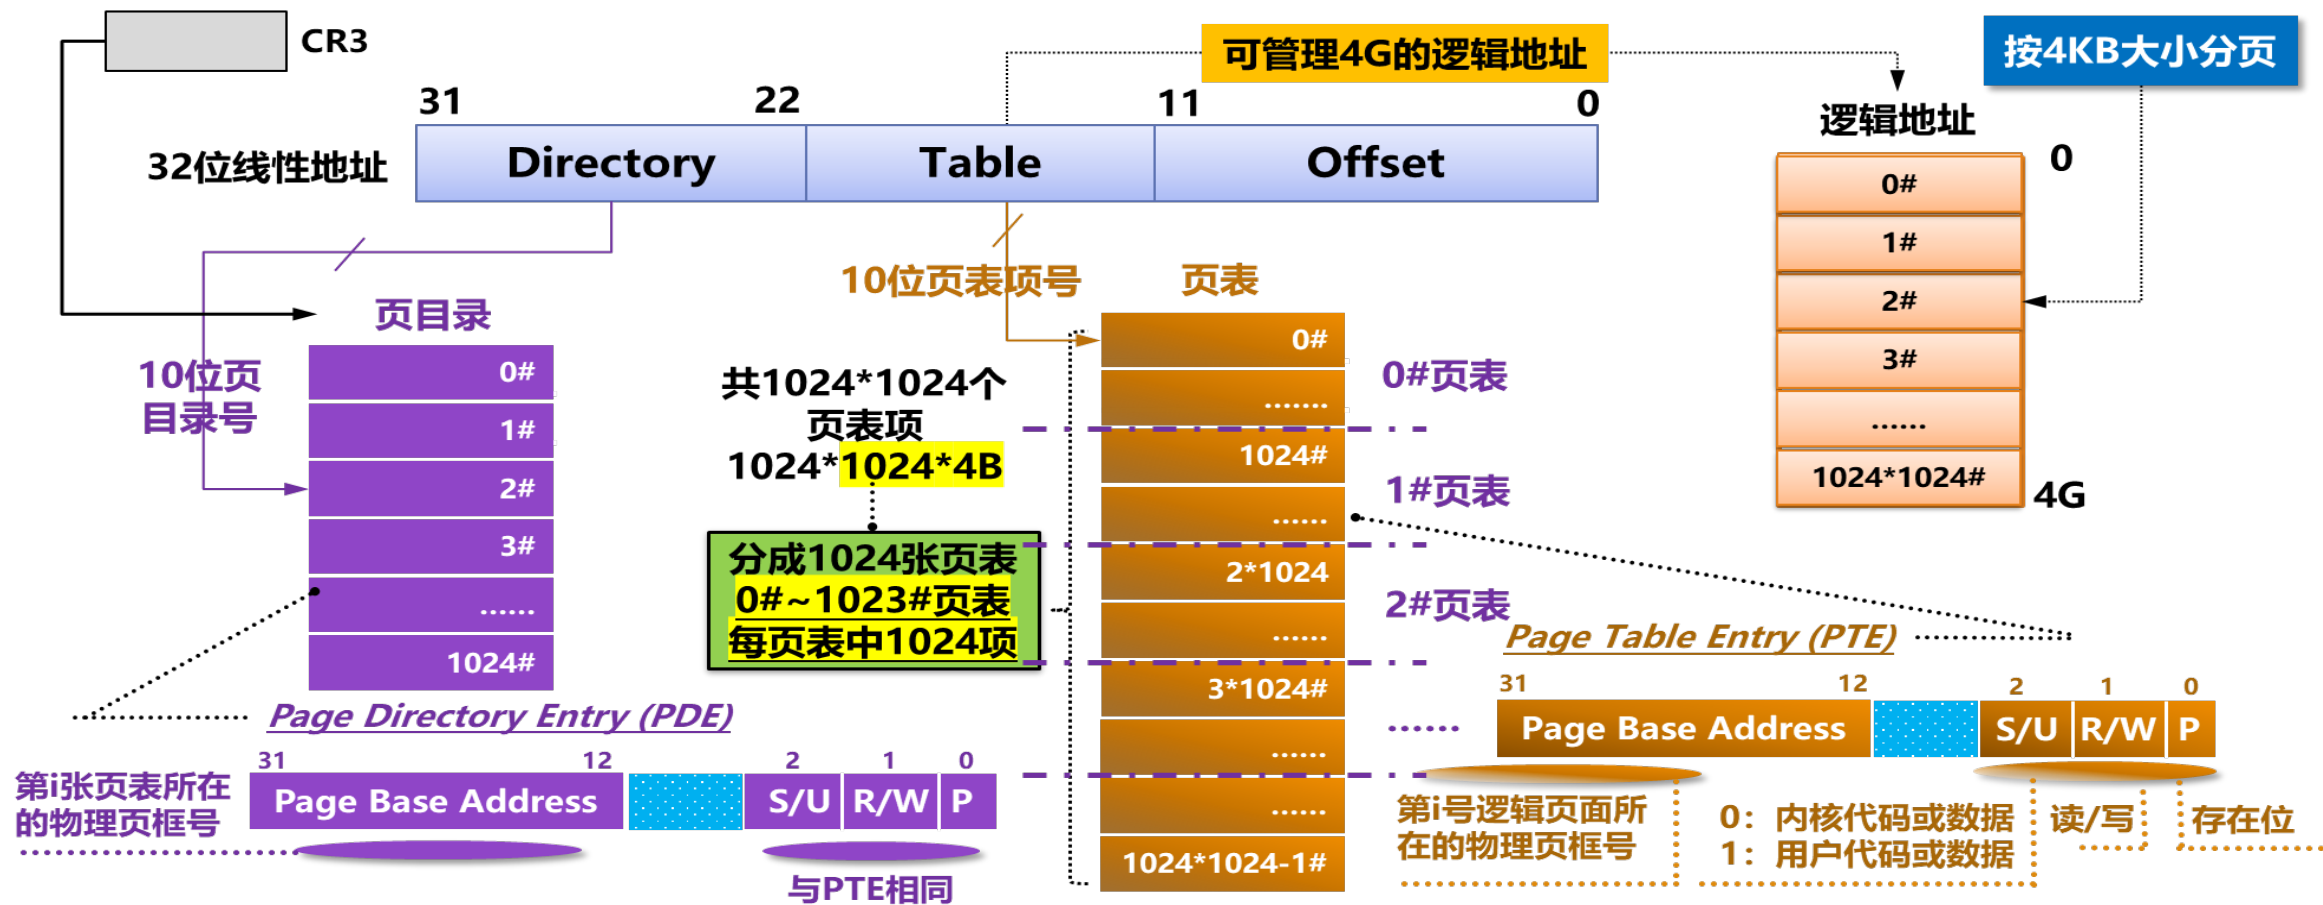 CR3
可管理4G的逻辑地址
按4KB大小分页
31
22
11
0
32位线性地址
Directory
Table
Offset
逻辑地址
0
0#
1#
2#
3#
......
1024*1024#
4G
10位页表项号
页表
页目录
10位页
目录号
0#
1#
2#
3#
......
1024#
共1024*1024个
页表项
1024*1024*4B
分成1024张页表
0#~1023#页表
每页表中1024项
0#
.......
1024#
......
2*1024
......
3*1024#
......
......
1024*1024-1#
0#页表
1#页表
2#页表
......
Page Table Entry (PTE)
31
12
2
1
0
Page Base Address
S/U
R/W
P
第i号逻辑页面所
在的物理页框号
0：内核代码或数据
1：用户代码或数据
读/写
存在位
Page Directory Entry (PDE)
31
12
2
1
0
第i张页表所在
的物理页框号
Page Base Address
S/U
R/W
P
与PTE相同